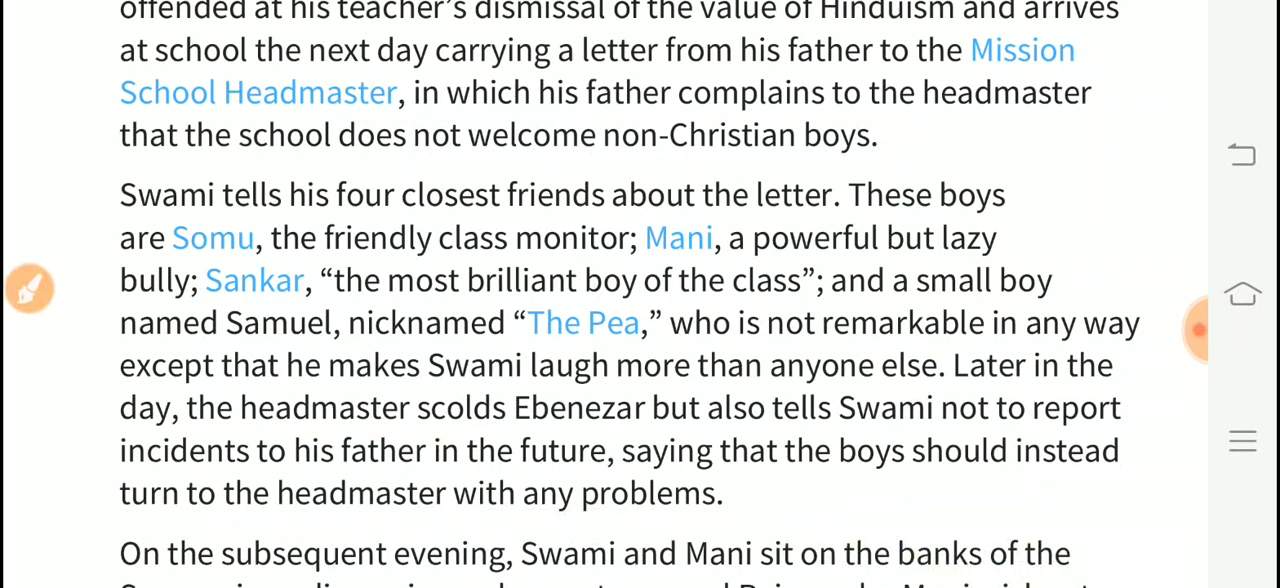 offended at his teacher's dismissal of the value of Hinduism and arrives
at school the next day carrying a letter from his father to the Mission
School Headmaster, in which his father complains to the headmaster
that the school does not welcome non-Christian boys.
Swami tells his four closest friends about the letter. These boys
are Somu, the friendly class monitor; Mani, a powerful but lazy
bully; Sankar, “the most brilliant boy of the class”; and a small boy
named Samuel, nicknamed “The Pea,” who is not remarkable in any way
except that he makes Swami laugh more than anyone else. Later in the
day, the headmaster scolds Ebenezar but also tells Swami not to report
incidents to his father in the future, saying that the boys should instead
turn to the headmaster with any problems.
On the subsequent evening, Swami and Mani sit on the banks of the